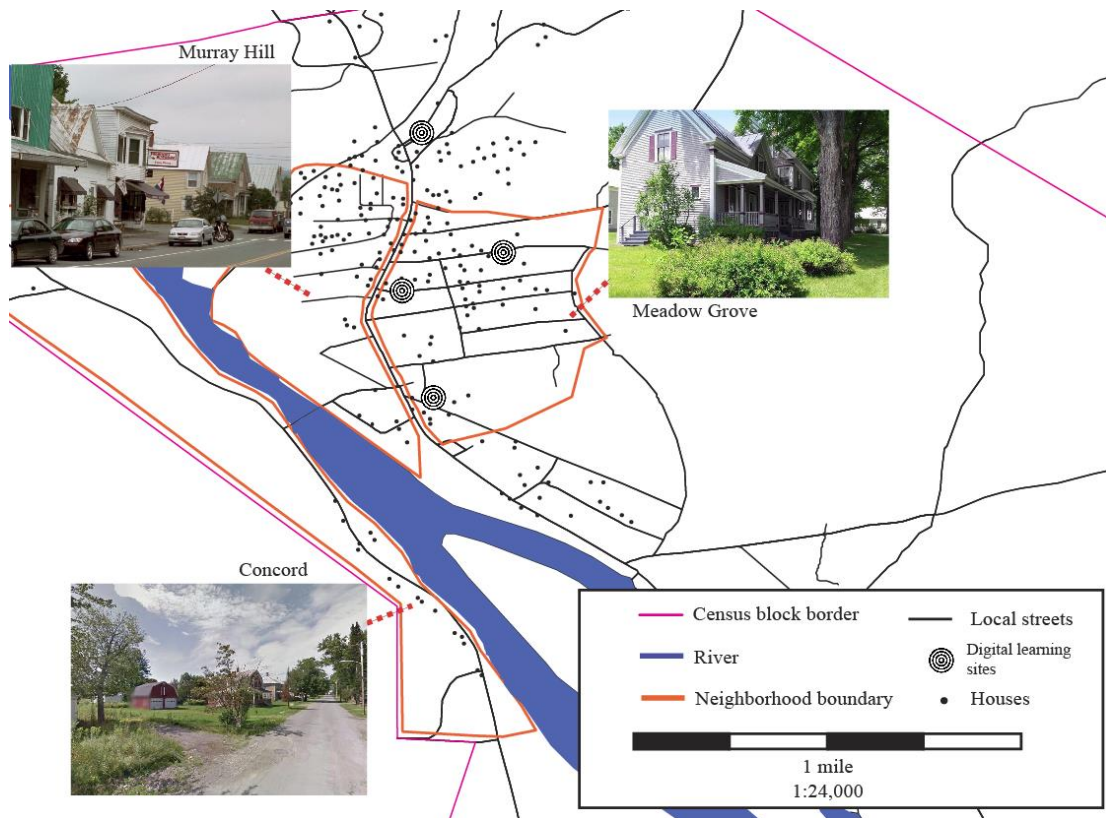 Murray Hill
Meadow Grove
Concord
Census block border
River
Neighborhood boundary
Local streets
Digital learning
sites
Houses
1 mile
1:24,000